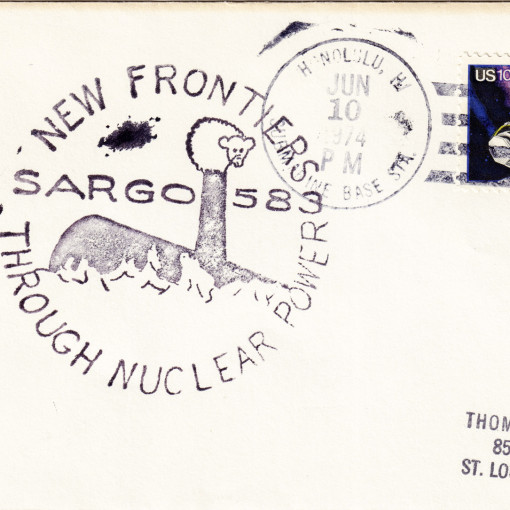 NEW FRONTIERS
SARGO 583
THROUGH NUCLEAR POWER
HONOLULU, HI
JUN
10
1974
PM
SUBMARINE BASE STA.
US10
THOM
85
ST. LO